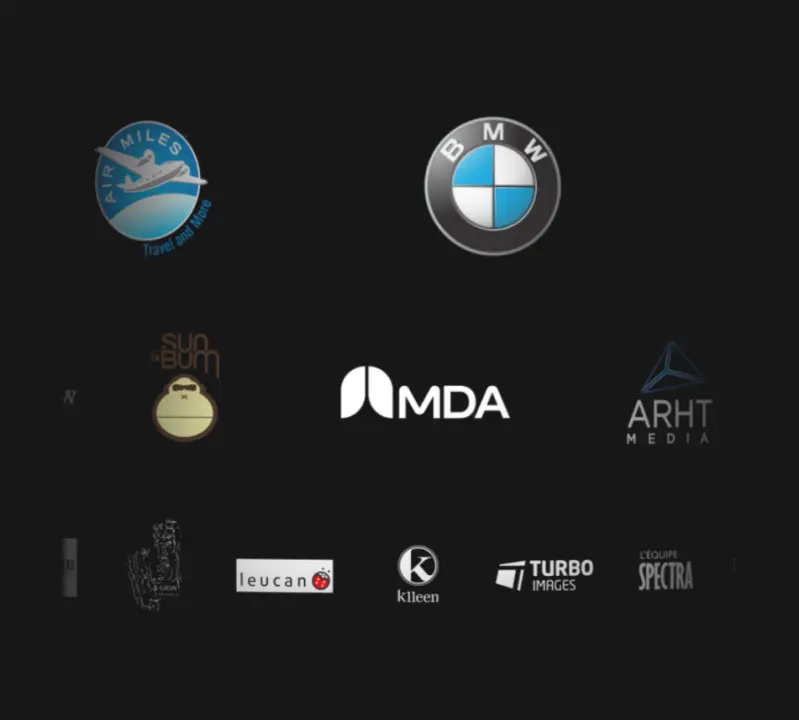 AIR MILES
Travel and More
BMW
SUN
BUM
MDA
ARHT
MEDIA
leucan
k
klleen
TURBO
IMAGES
L'ÉQUIPE
SPECTRA